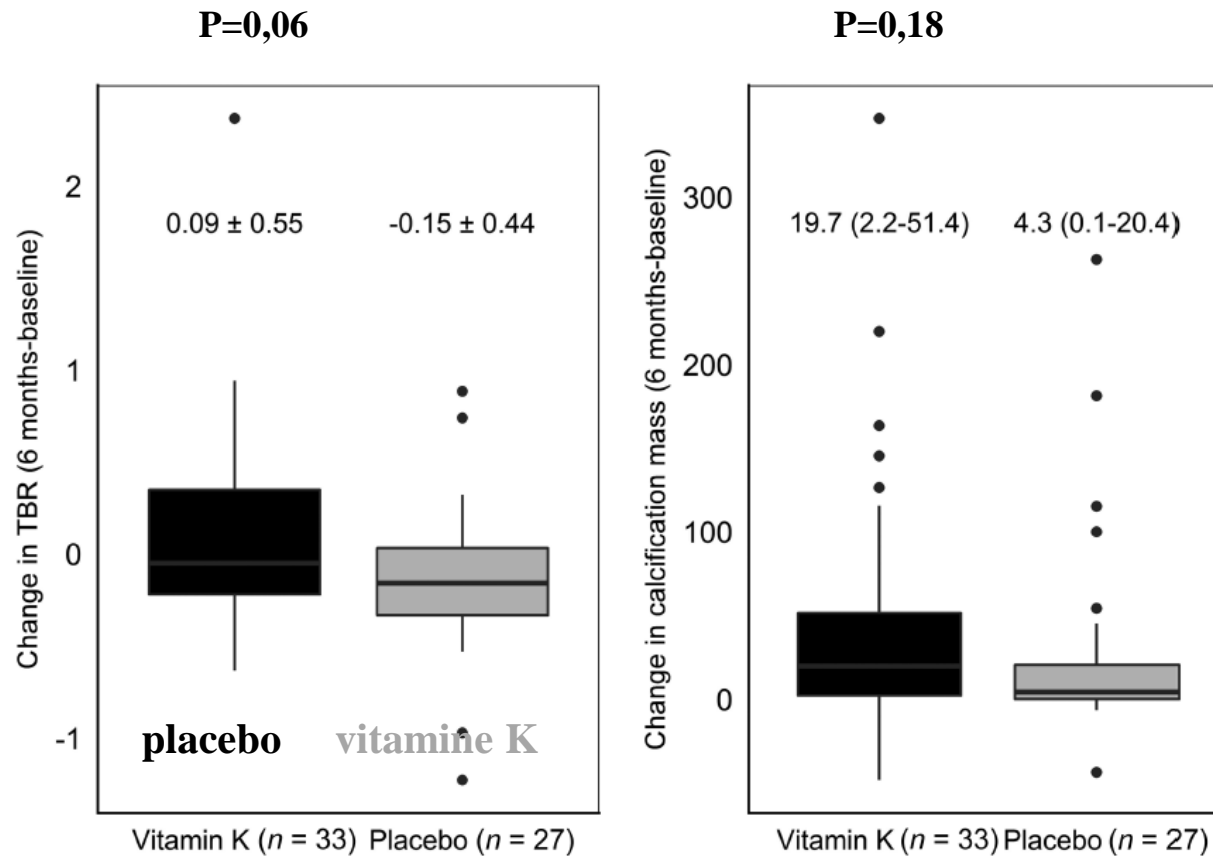 P=0,06
P=0,18
Change in TBR (6 months-baseline)
2
1
0
-1
0.09 ± 0.55
-0.15 ± 0.44
placebo
vitamine K
Vitamin K (n = 33)
Placebo (n = 27)
Change in calcification mass (6 months-baseline)
300
200
100
0
19.7 (2.2-51.4)
4.3 (0.1-20.4)
Vitamin K (n = 33)
Placebo (n = 27)